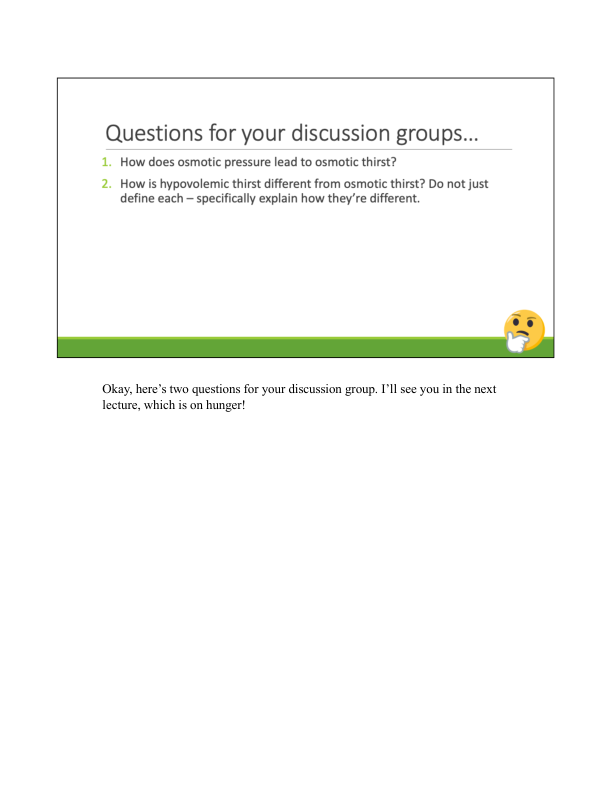 Questions for your discussion groups…
1. How does osmotic pressure lead to osmotic thirst?
2. How is hypovolemic thirst different from osmotic thirst? Do not just
define each – specifically explain how they're different.
Okay, here's two questions for your discussion group. I'll see you in the next
lecture, which is on hunger!